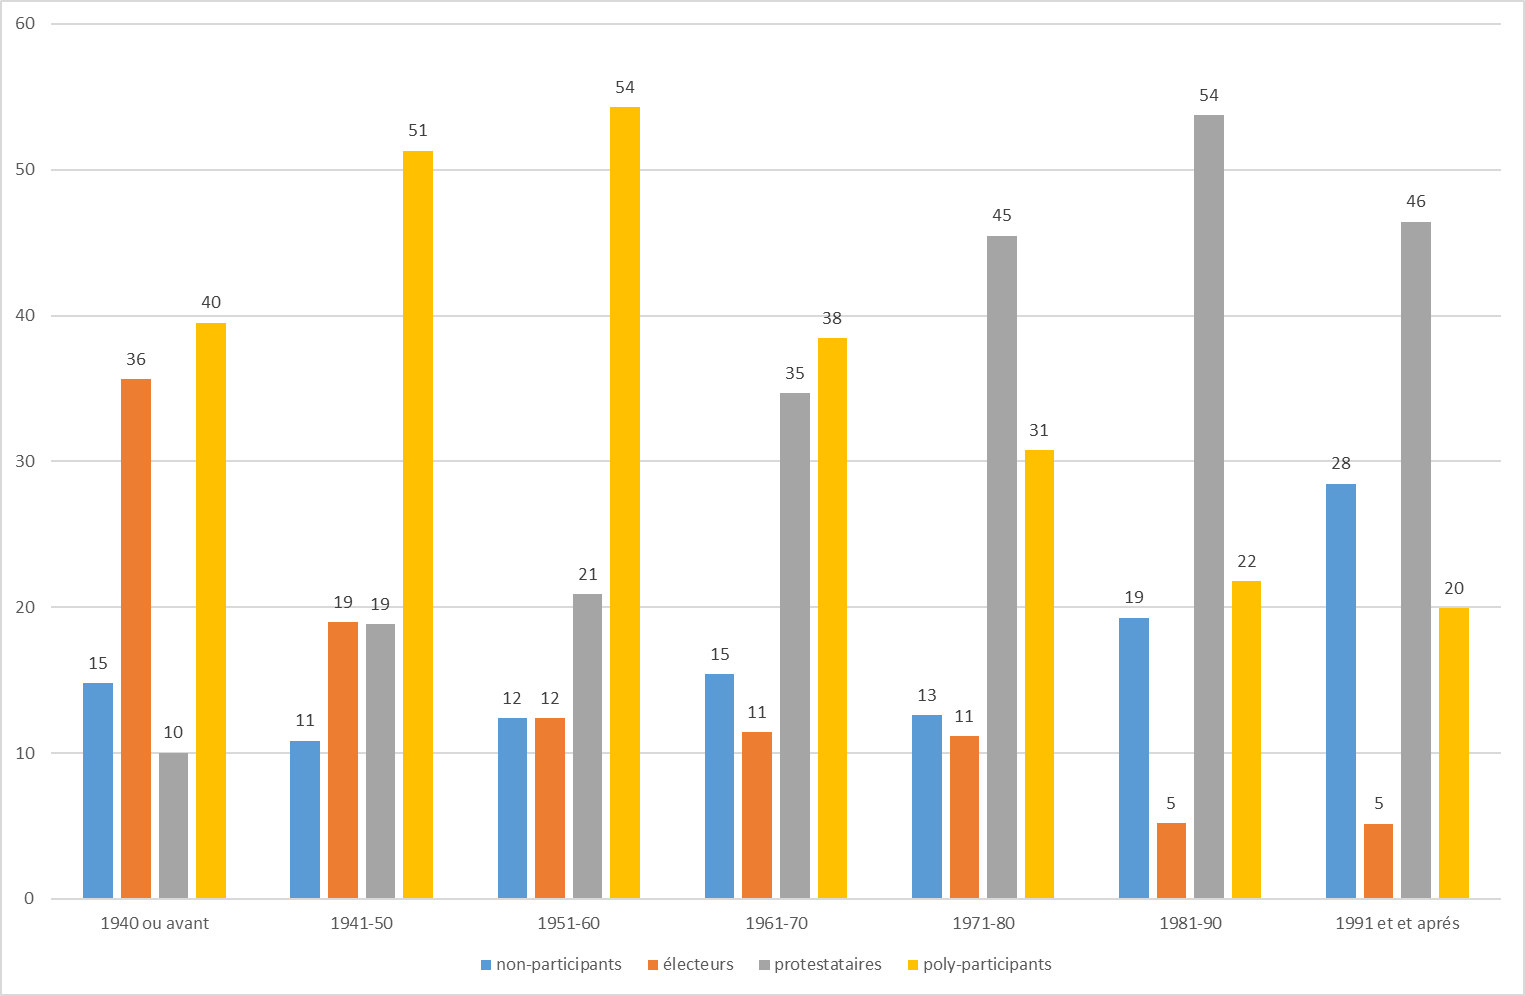 60
50
40
30
20
10
0
15 36 10 40
11 19 19 51
12 12 21 54
15 11 35 38
13 11 45 31
19 5 54 22
28 5 46 20
1940 ou avant 1941-50 1951-60 1961-70 1971-80 1981-90 1991 et et aprés
non-participants électeurs protestataires poly-participants